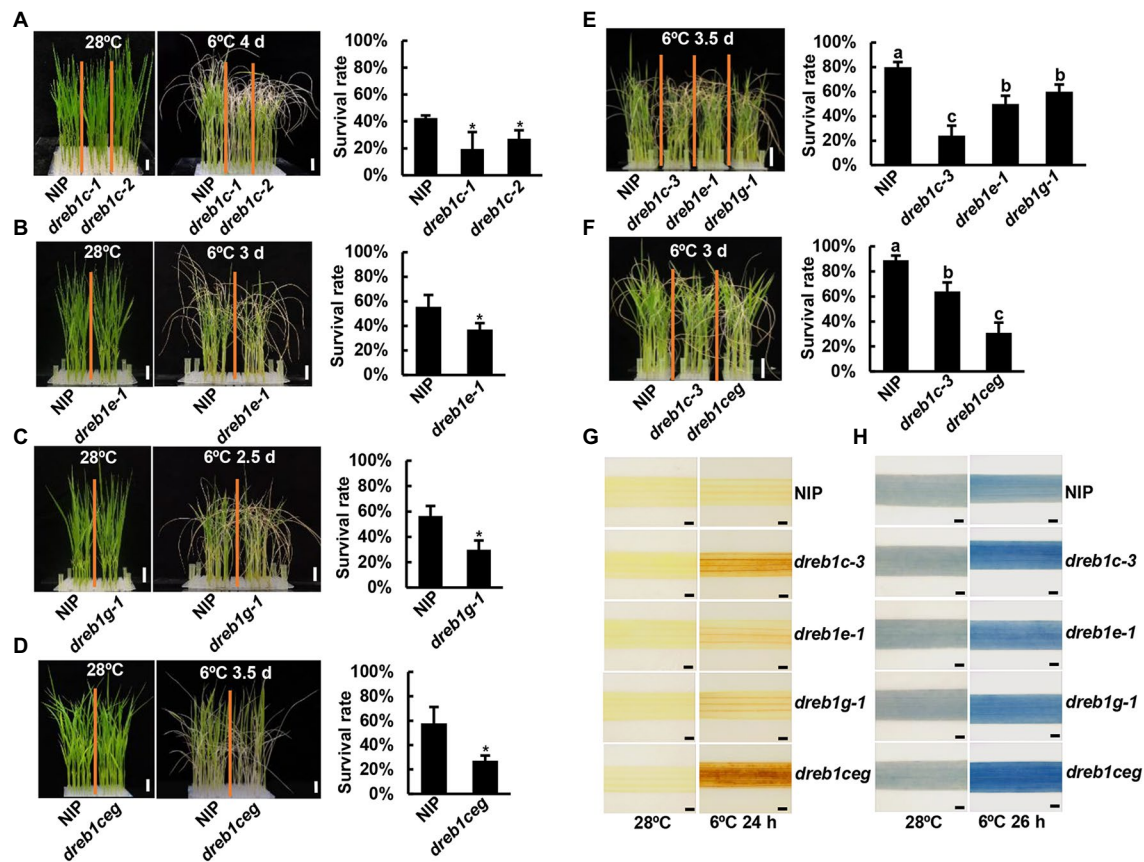 A
28ºC
6ºC 4 d
NIP
dreb1c-1
dreb1c-2
NIP
dreb1c-1
dreb1c-2
Survival rate
100%
80%
60%
40%
20%
0%
*
*
NIP
dreb1c-1
dreb1c-2
B
28ºC
6ºC 3 d
NIP
dreb1e-1
NIP
dreb1e-1
Survival rate
100%
80%
60%
40%
20%
0%
*
NIP
dreb1e-1
C
28ºC
6ºC 2.5 d
NIP
dreb1g-1
NIP
dreb1g-1
Survival rate
100%
80%
60%
40%
20%
0%
*
NIP
dreb1g-1
D
28ºC
6ºC 3.5 d
NIP
dreb1ceg
NIP
dreb1ceg
Survival rate
100%
80%
60%
40%
20%
0%
*
NIP
dreb1ceg
E
6ºC 3.5 d
NIP
dreb1c-3
dreb1e-1
dreb1g-1
Survival rate
100%
80%
60%
40%
20%
0%
a
c
b
b
NIP
dreb1c-3
dreb1e-1
dreb1g-1
F
6ºC 3 d
NIP
dreb1c-3
dreb1ceg
Survival rate
100%
80%
60%
40%
20%
0%
a
b
c
NIP
dreb1c-3
dreb1ceg
G
NIP
dreb1c-3
dreb1e-1
dreb1g-1
dreb1ceg
28ºC
6ºC 24 h
H
NIP
dreb1c-3
dreb1e-1
dreb1g-1
dreb1ceg
28ºC
6ºC 26 h